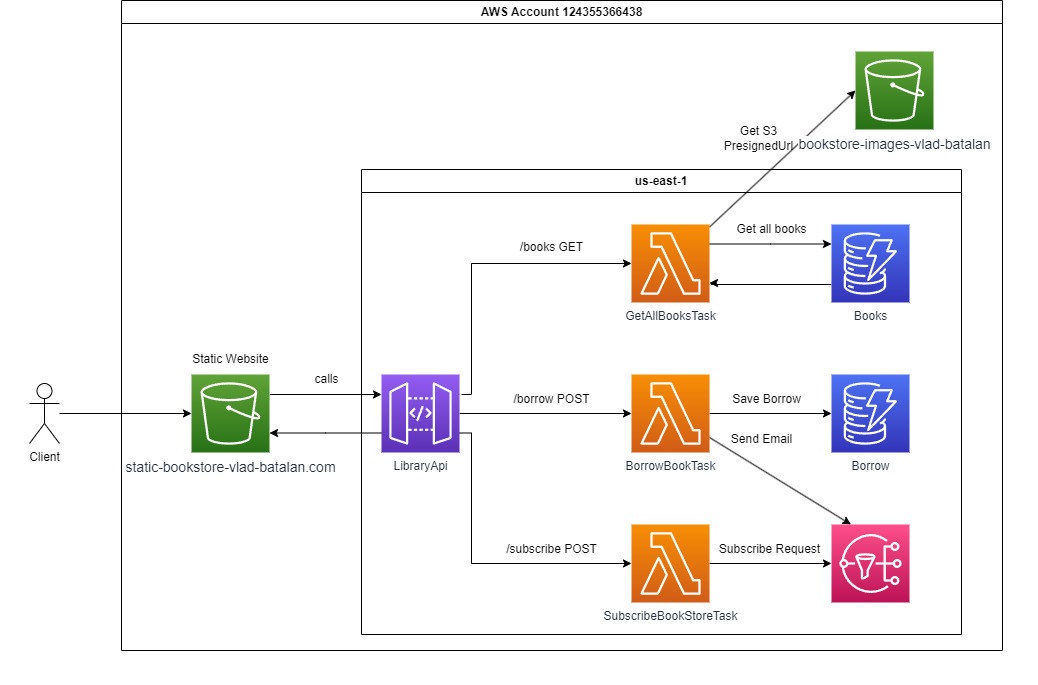 AWS Account 124355366438
Get S3
PresignedUrl
bookstore-images-vlad-batalan
us-east-1
/books GET
Get all books
GetAllBooksTask
Books
Static Website
calls
/borrow POST
Save Borrow
Send Email
Client
static-bookstore-vlad-batalan.com
LibraryApi
BorrowBookTask
Borrow
/subscribe POST
Subscribe Request
SubscribeBookStoreTask